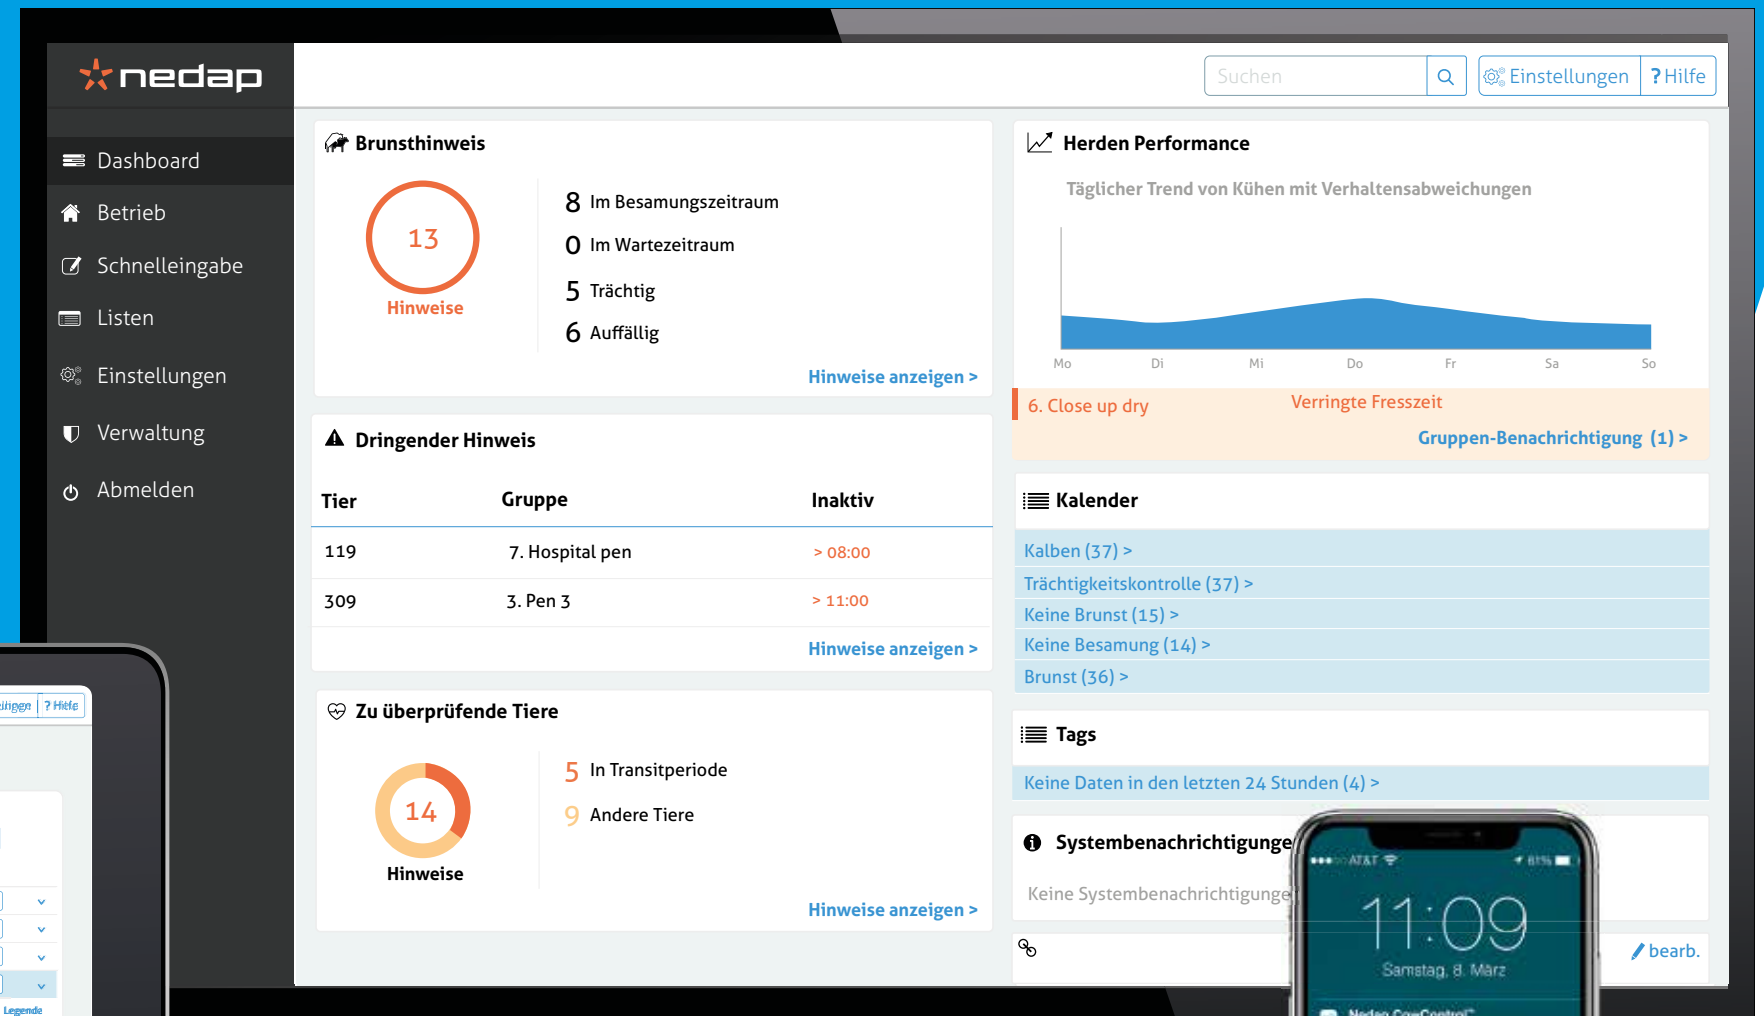 nedap
Suchen
Einstellungen
? Hilfe
Dashboard
Betrieb
Schnelleingabe
Listen
Einstellungen
Verwaltung
Abmelden
Brunsthinweis
13
Hinweise
8 Im Besamungszeitraum
0 Im Wartezeitraum
5 Trächtig
6 Auffällig
Hinweise anzeigen >
Dringender Hinweis
Tier Gruppe Inaktiv
119 7. Hospital pen > 08:00
309 3. Pen 3 > 11:00
Hinweise anzeigen >
Zu überprüfende Tiere
14
Hinweise
5 In Transitperiode
9 Andere Tiere
Hinweise anzeigen >
Herden Performance
Täglicher Trend von Kühen mit Verhaltensabweichungen
Mo Di Mi Do Fr Sa So
6. Close up dry Verringte Fresszeit
Gruppen-Benachrichtigung (1) >
Kalender
Kalben (37) >
Trächtigkeitskontrolle (37) >
Keine Brunst (15) >
Keine Besamung (14) >
Brunst (36) >
Tags
Keine Daten in den letzten 24 Stunden (4) >
Systembenachrichtigunge
Keine Systembenachrichtigunge
bearb.
? Hilfe
Legende
AT&T 81%
11:09
Samstag, 8. März
Nedap CowControl™